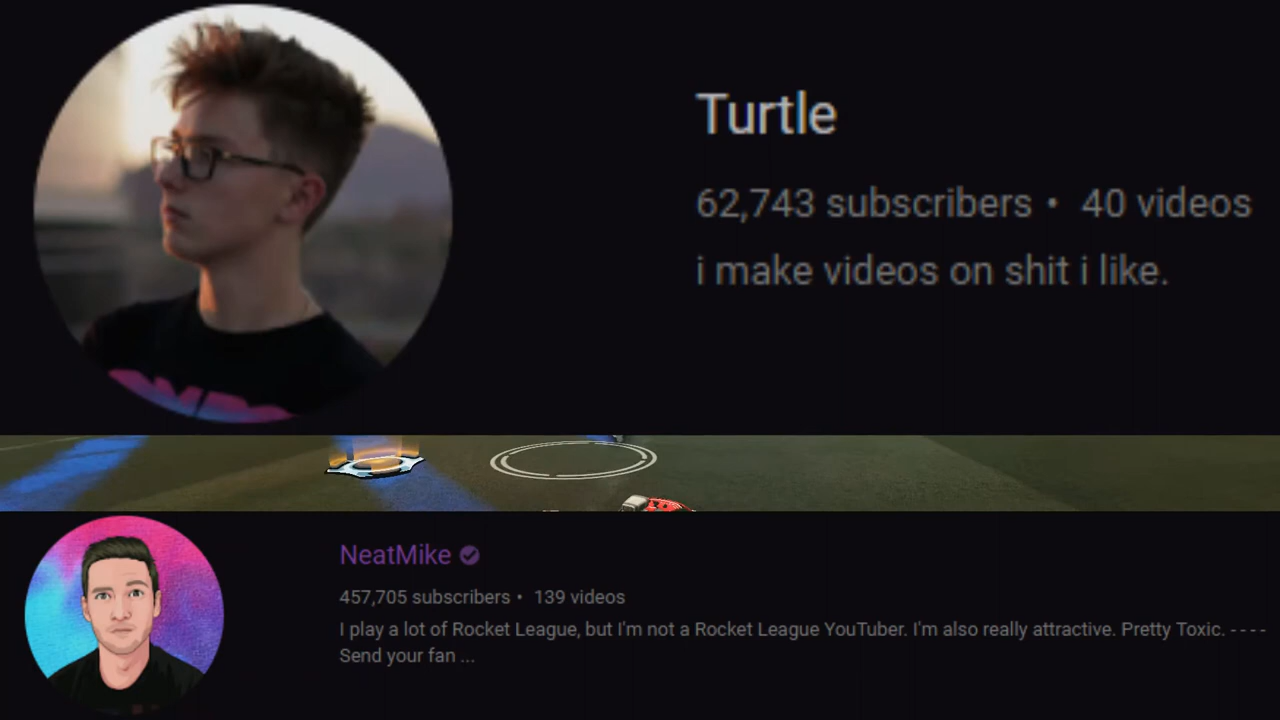 Turtle
62,743 subscribers • 40 videos
i make videos on shit i like.
NeatMike
457,705 subscribers • 139 videos
I play a lot of Rocket League, but I'm not a Rocket League YouTuber. I'm also really attractive. Pretty Toxic. - - - -
Send your fan ...